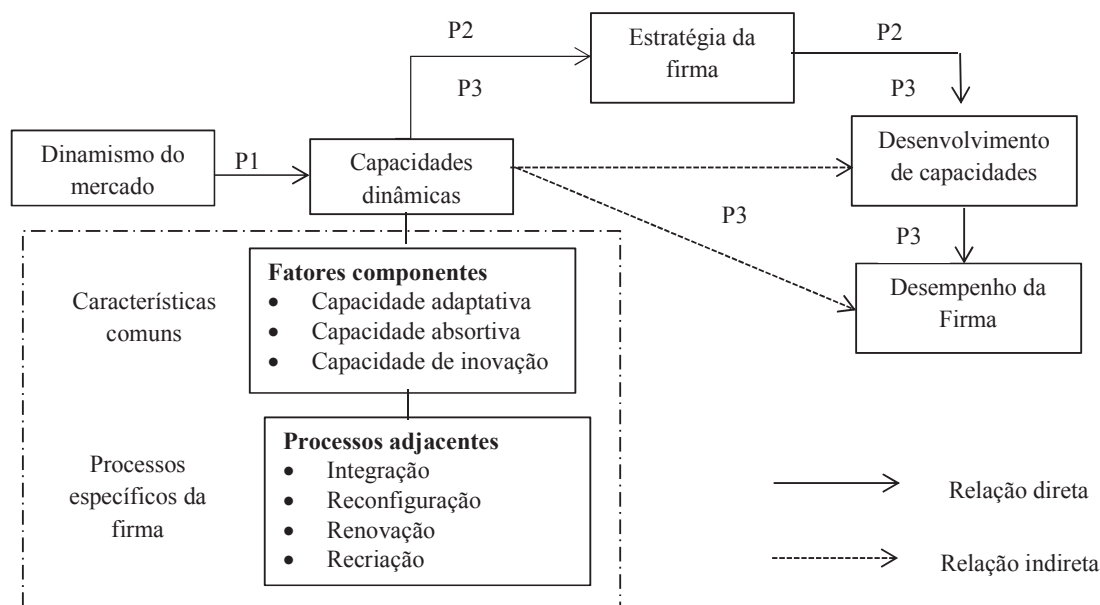 P2
Estratégia da
firma
P2
P3
P3
Dinamismo do
mercado
P1
Capacidades
dinâmicas
Desenvolvimento
de capacidades
P3
P3
Fatores componentes
• Capacidade adaptativa
• Capacidade absortiva
• Capacidade de inovação
Características
comuns
Desempenho da
Firma
Processos adjacentes
• Integração
• Reconfiguração
• Renovação
• Recriação
Processos
específicos da
firma
Relação direta
Relação indireta